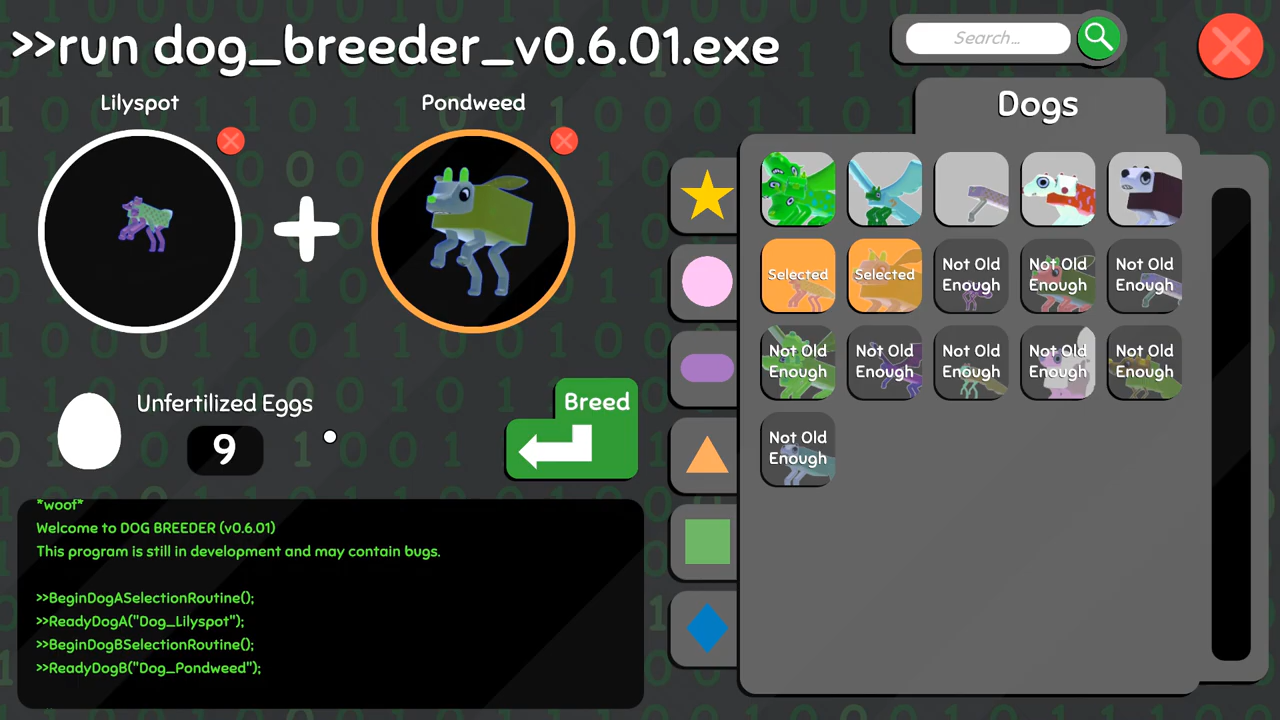 >>run dog_breeder_v0.6.01.exe
Search...
Lilyspot
Pondweed
Dogs
Selected
Selected
Not Old
Enough
Not Old
Enough
Not Old
Enough
Not Old
Enough
Not Old
Enough
Not Old
Enough
Not Old
Enough
Not Old
Enough
Not Old
Enough
Unfertilized Eggs
9
Breed
*woof*
Welcome to DOG BREEDER (v0.6.01)
This program is still in development and may contain bugs.
>>BeginDogASelectionRoutine();
>>ReadyDogA("Dog_Lilyspot");
>>BeginDogBSelectionRoutine();
>>ReadyDogB("Dog_Pondweed");